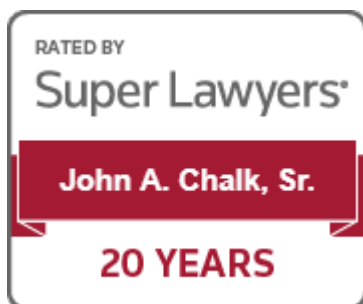 RATED BY
Super Lawyers®
John A. Chalk, Sr.
20 YEARS